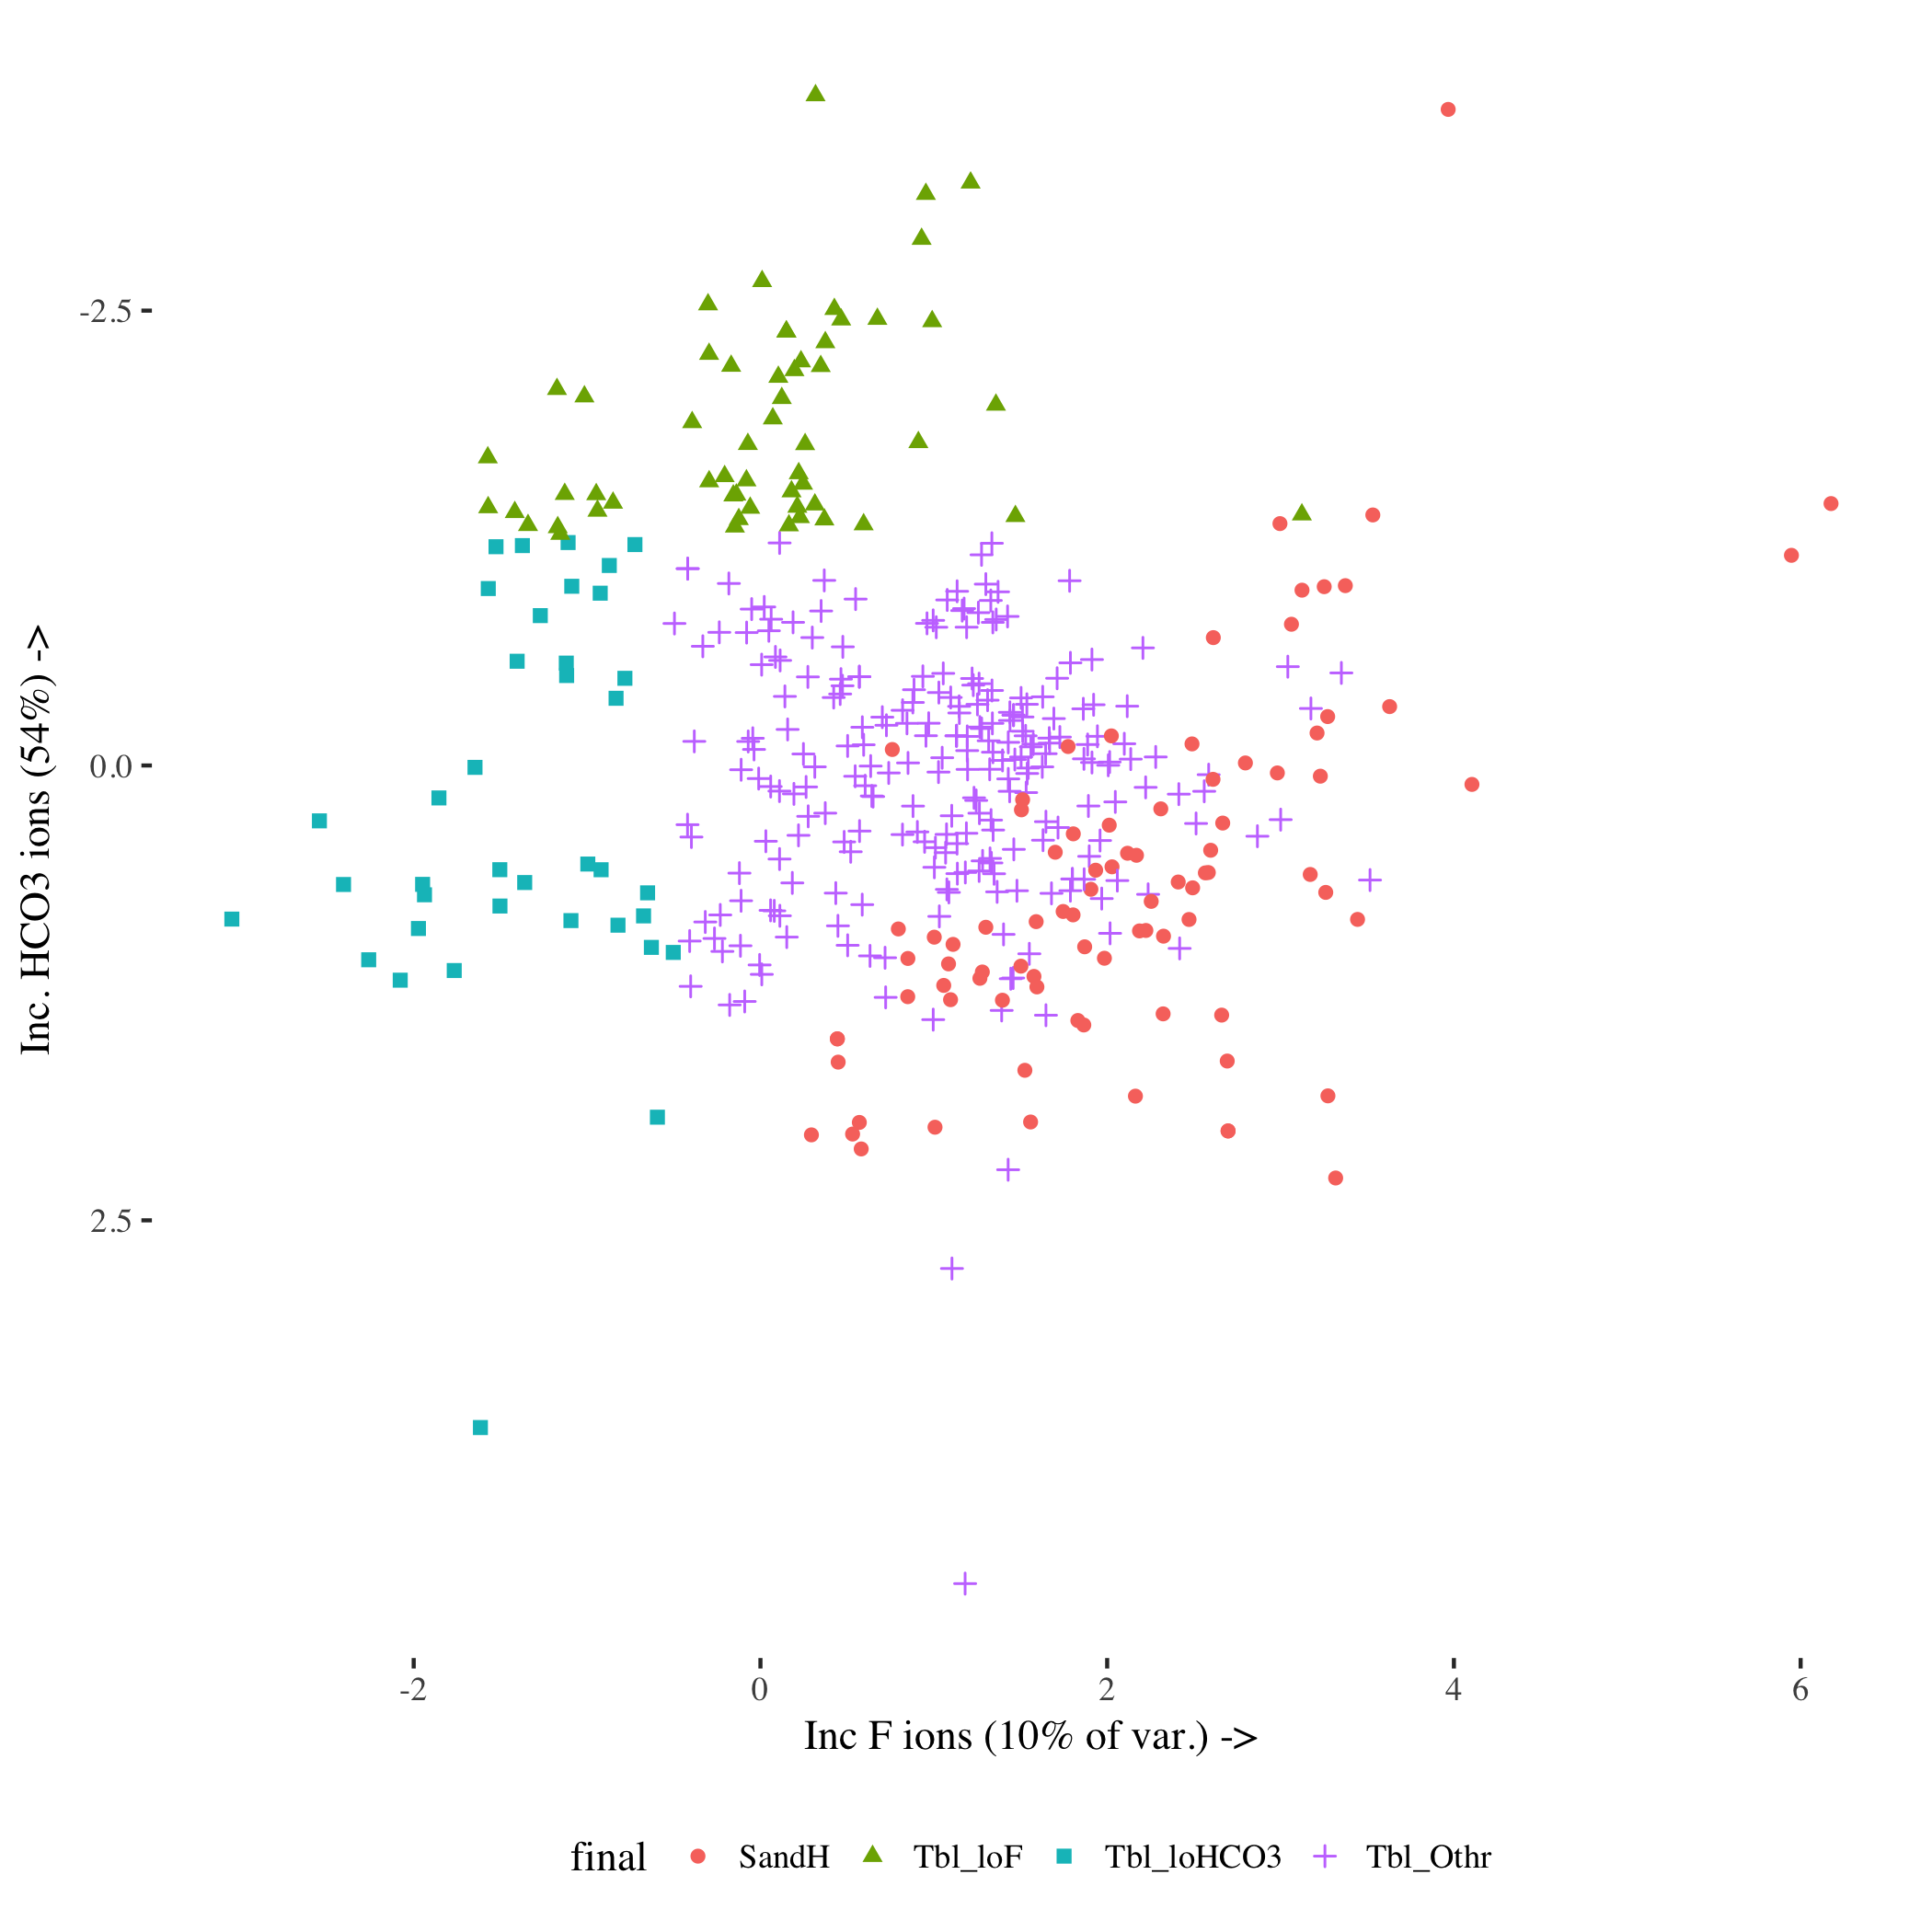 Inc. HCO3 ions (54%) ->
-2.5
0.0
2.5
-2
0
2
4
6
Inc F ions (10% of var.) ->
final SandH Tbl_loF Tbl_loHCO3 Tbl_Othr